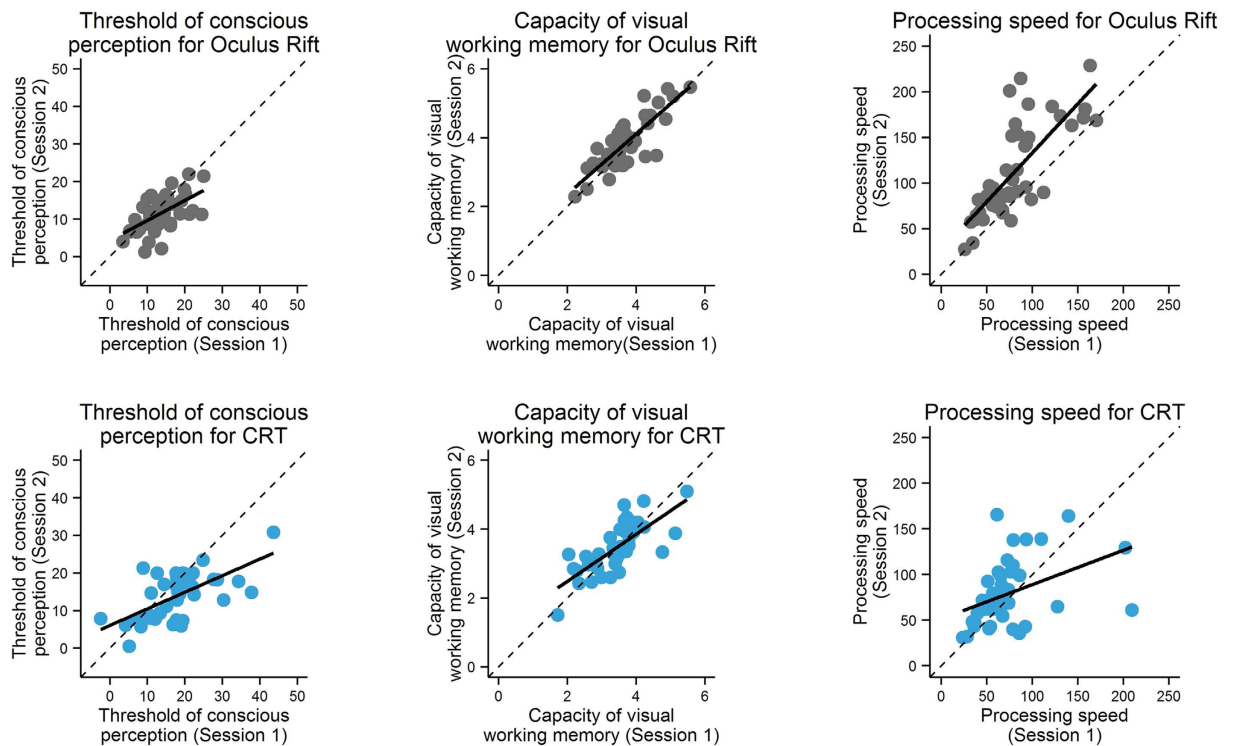 Threshold of conscious
perception for Oculus Rift
Threshold of conscious
perception (Session 2)
50
40
30
20
10
0
0 10 20 30 40 50
Threshold of conscious
perception (Session 1)
Capacity of visual
working memory for Oculus Rift
Capacity of visual
working memory (Session 2)
6
4
2
0
0 2 4 6
Capacity of visual
working memory(Session 1)
Processing speed for Oculus Rift
Processing speed
(Session 2)
250
200
150
100
50
0
0 50 100 150 200 250
Processing speed
(Session 1)
Threshold of conscious
perception for CRT
Threshold of conscious
perception (Session 2)
50
40
30
20
10
0
0 10 20 30 40 50
Threshold of conscious
perception (Session 1)
Capacity of visual
working memory for CRT
Capacity of visual
working memory (Session 2)
6
4
2
0
0 2 4 6
Capacity of visual
working memory (Session 1)
Processing speed for CRT
Processing speed
(Session 2)
250
200
150
100
50
0
0 50 100 150 200 250
Processing speed
(Session 1)